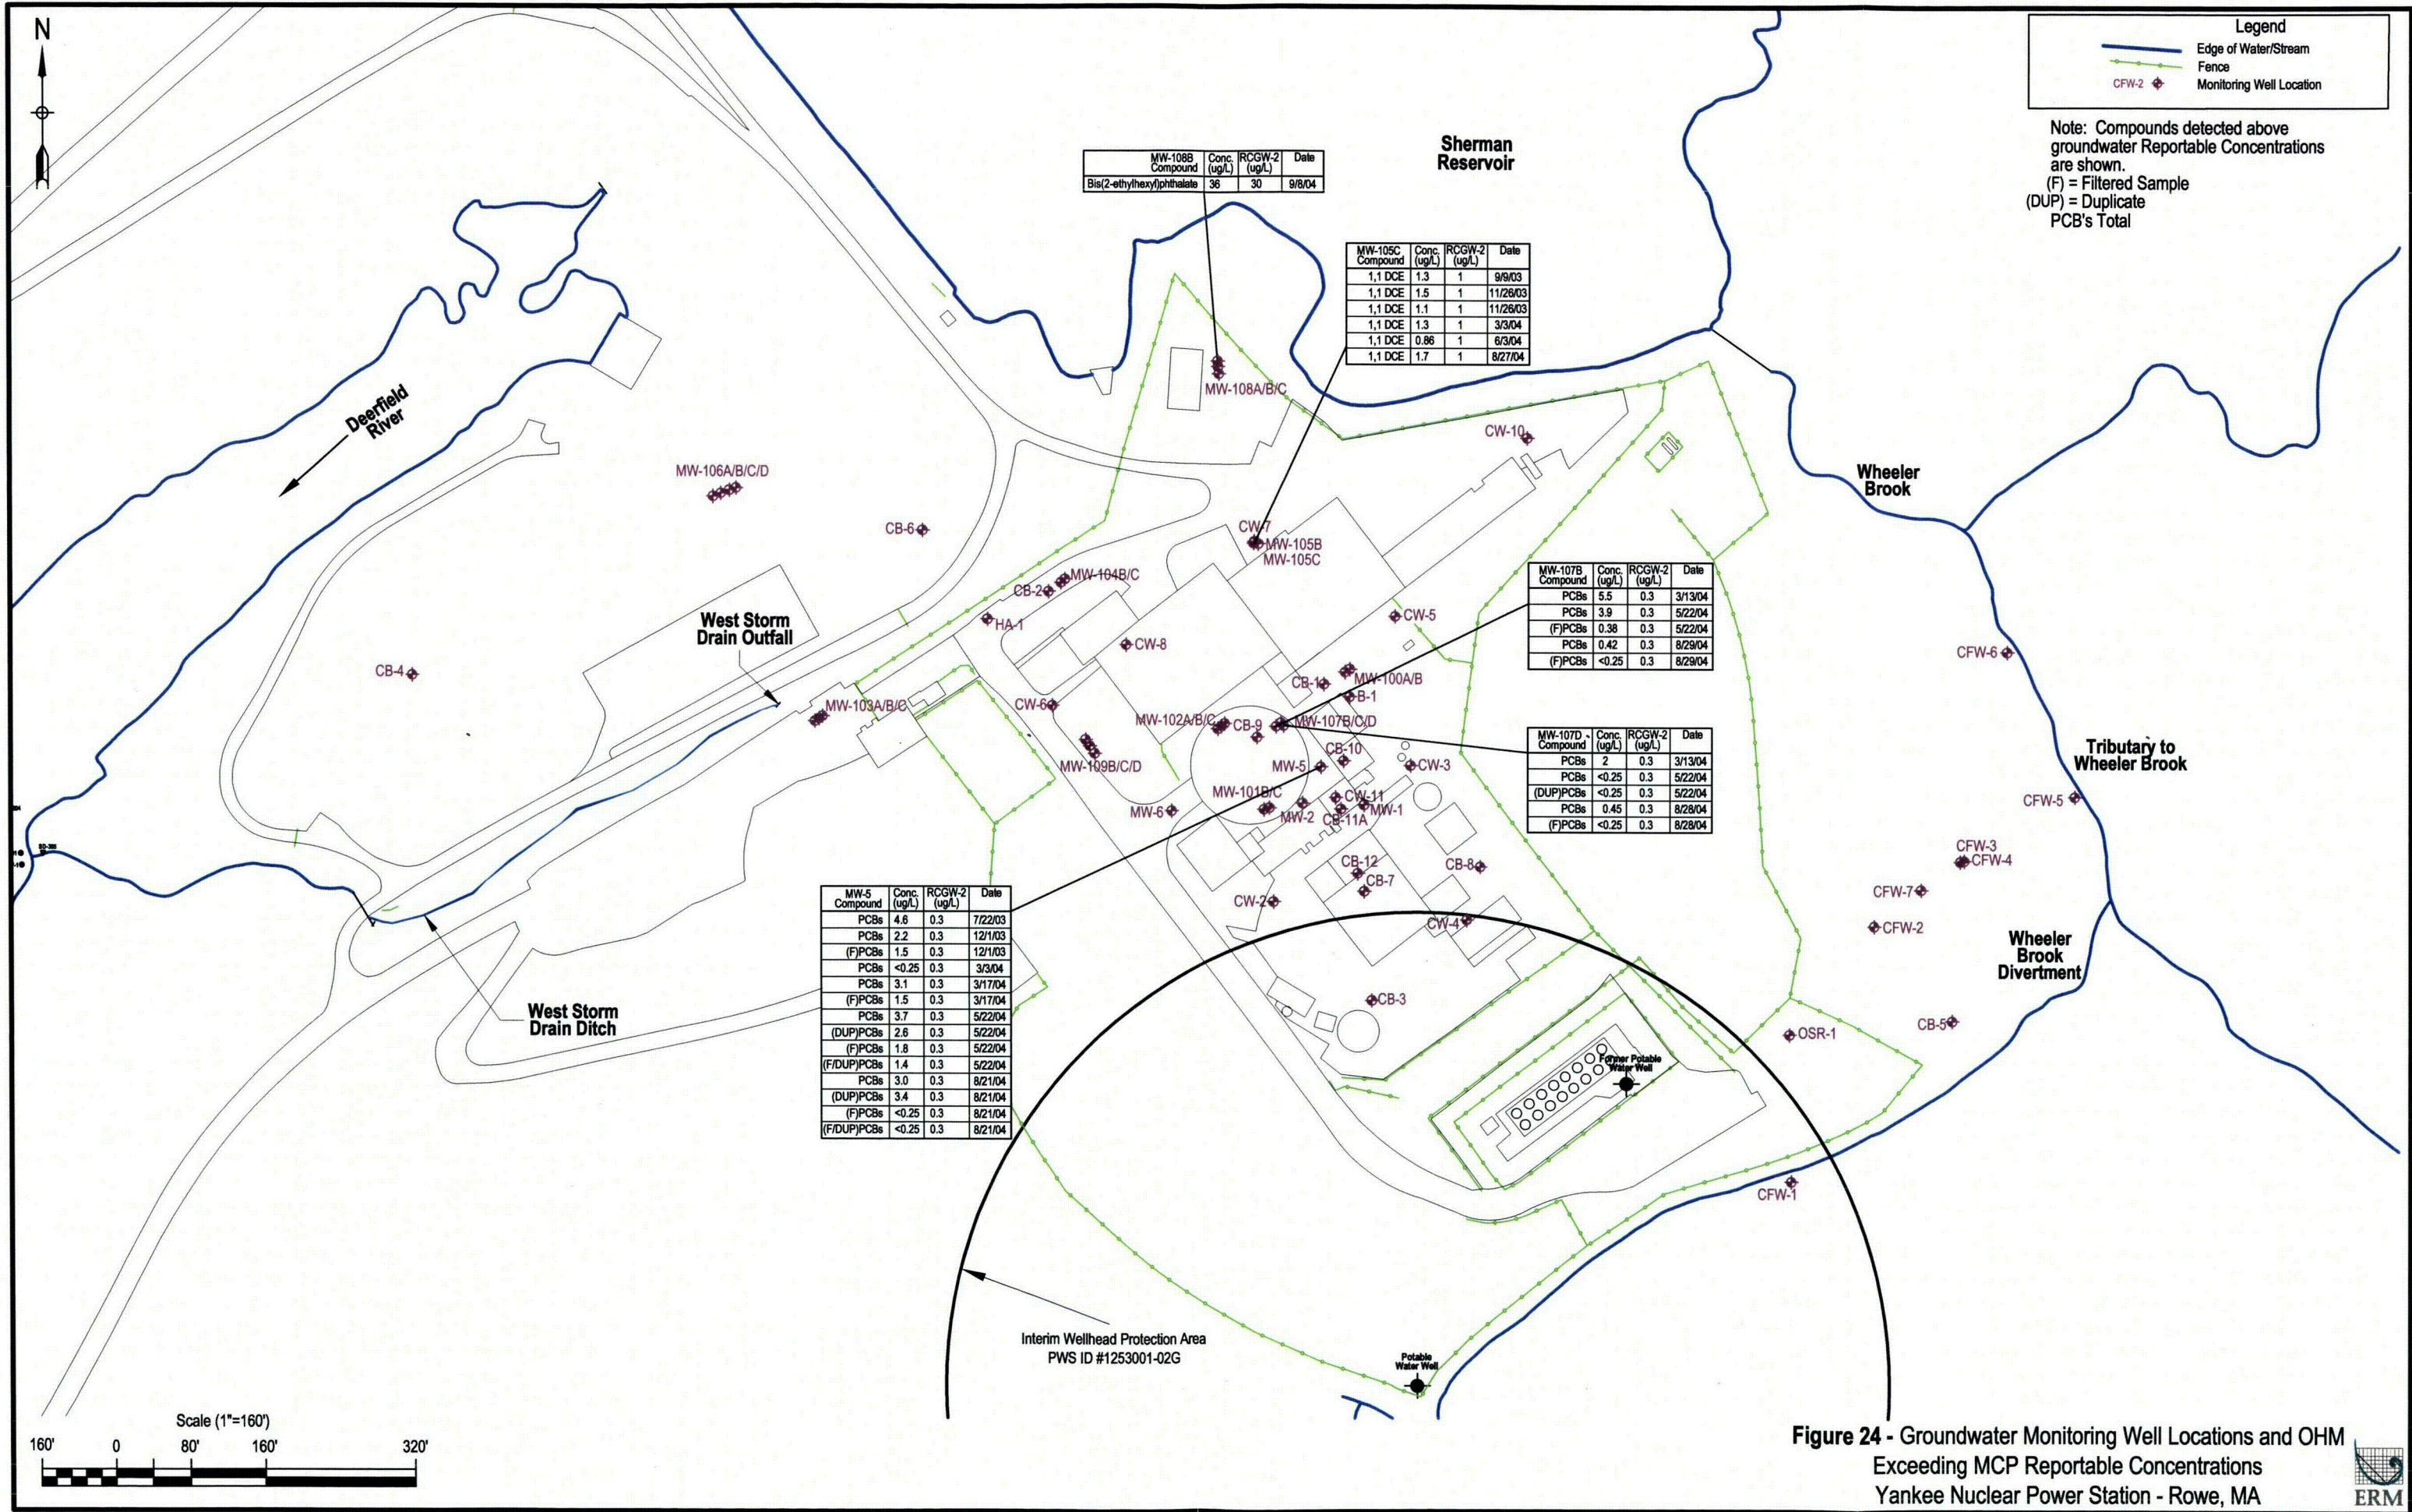 N
Legend
Edge of Water/Stream
Fence
CFW-2 Monitoring Well Location
Note: Compounds detected above
groundwater Reportable Concentrations
are shown.
(F) = Filtered Sample
(DUP) = Duplicate
PCB's Total
Sherman
Reservoir
MW-108B Compound Conc. (ug/L) RCGW-2 (ug/L) Date
Bis(2-ethylhexyl)phthalate 36 30 9/8/04
MW-105C Compound Conc. (ug/L) RCGW-2 (ug/L) Date
1,1 DCE 1.3 1 9/9/03
1,1 DCE 1.5 1 11/26/03
1,1 DCE 1.1 1 11/26/03
1,1 DCE 1.3 1 3/3/04
1,1 DCE 0.86 1 6/3/04
1,1 DCE 1.7 1 8/27/04
MW-108A/B/C
Deerfield
River
CW-10
MW-106A/B/C/D
CB-6
Wheeler
Brook
CW-7
MW-105B
MW-105C
MW-104B/C
CB-2
HA-1
CW-8
CW-5
MW-107B Compound Conc. (ug/L) RCGW-2 (ug/L) Date
PCBs 5.5 0.3 3/13/04
PCBs 3.9 0.3 5/22/04
(F)PCBs 0.38 0.3 5/22/04
PCBs 0.42 0.3 8/29/04
(F)PCBs <0.25 0.3 8/29/04
West Storm
Drain Outfall
CB-4
CFW-6
CB-1
MW-100A/B
B-1
CW-6
MW-103A/B/C
MW-102A/B/C
CB-9
MW-107B/C/D
MW-109B/C/D
CB-10
MW-5
CW-3
MW-107D Compound Conc. (ug/L) RCGW-2 (ug/L) Date
PCBs 2 0.3 3/13/04
PCBs <0.25 0.3 5/22/04
(DUP)PCBs <0.25 0.3 5/22/04
PCBs 0.45 0.3 8/28/04
(F)PCBs <0.25 0.3 8/28/04
Tributary to
Wheeler Brook
CFW-5
MW-101B/C
MW-6
MW-2
CW-11
CB-11A
MW-1
SD-305
CB-12
CB-7
CB-8
CFW-3
CFW-4
CFW-7
CFW-2
CW-2
CW-4
MW-5 Compound Conc. (ug/L) RCGW-2 (ug/L) Date
PCBs 4.6 0.3 7/22/03
PCBs 2.2 0.3 12/1/03
(F)PCBs 1.5 0.3 12/1/03
PCBs <0.25 0.3 3/3/04
PCBs 3.1 0.3 3/17/04
(F)PCBs 1.5 0.3 3/17/04
PCBs 3.7 0.3 5/22/04
(DUP)PCBs 2.6 0.3 5/22/04
(F)PCBs 1.8 0.3 5/22/04
(F/DUP)PCBs 1.4 0.3 5/22/04
PCBs 3.0 0.3 8/21/04
(DUP)PCBs 3.4 0.3 8/21/04
(F)PCBs <0.25 0.3 8/21/04
(F/DUP)PCBs <0.25 0.3 8/21/04
Wheeler
Brook
Divertment
West Storm
Drain Ditch
CB-3
OSR-1
CB-5
Former Potable
Water Well
CFW-1
Interim Wellhead Protection Area
PWS ID #1253001-02G
Potable
Water Well
Scale (1"=160')
160' 0 80' 160' 320'
Figure 24 - Groundwater Monitoring Well Locations and OHM
Exceeding MCP Reportable Concentrations
Yankee Nuclear Power Station - Rowe, MA
ERM